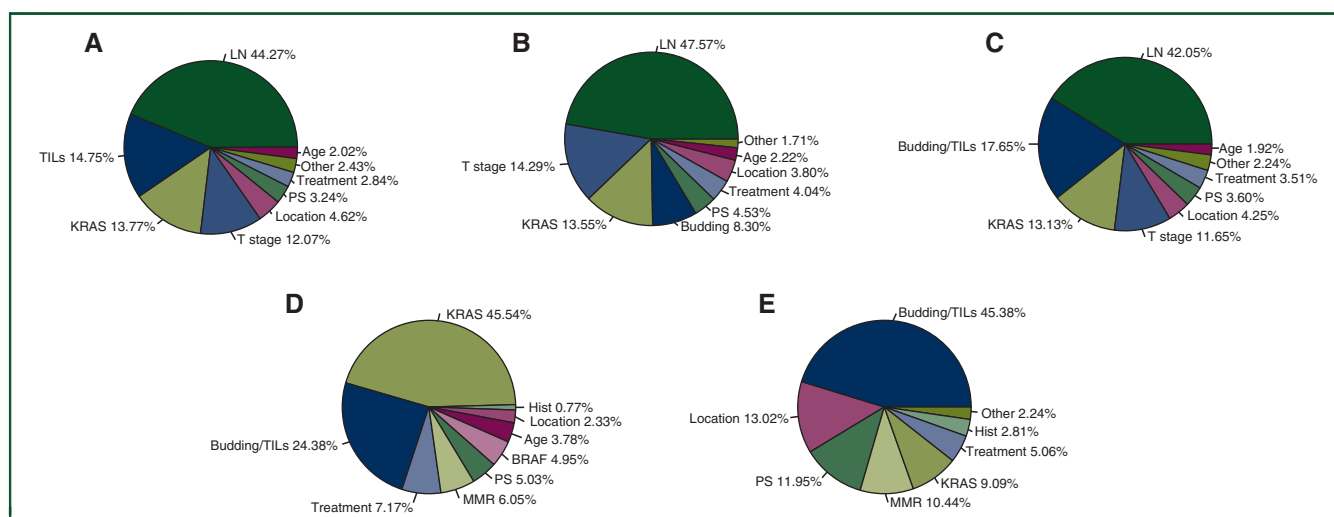 A
LN 44.27%
TILs 14.75%
KRAS 13.77%
T stage 12.07%
Location 4.62%
PS 3.24%
Treatment 2.84%
Other 2.43%
Age 2.02%
B
LN 47.57%
T stage 14.29%
KRAS 13.55%
Budding 8.30%
PS 4.53%
Treatment 4.04%
Location 3.80%
Age 2.22%
Other 1.71%
C
LN 42.05%
Budding/TILs 17.65%
KRAS 13.13%
T stage 11.65%
Location 4.25%
PS 3.60%
Treatment 3.51%
Other 2.24%
Age 1.92%
D
KRAS 45.54%
Budding/TILs 24.38%
Treatment 7.17%
MMR 6.05%
PS 5.03%
BRAF 4.95%
Age 3.78%
Location 2.33%
Hist 0.77%
E
Budding/TILs 45.38%
Location 13.02%
PS 11.95%
MMR 10.44%
KRAS 9.09%
Treatment 5.06%
Hist 2.81%
Other 2.24%